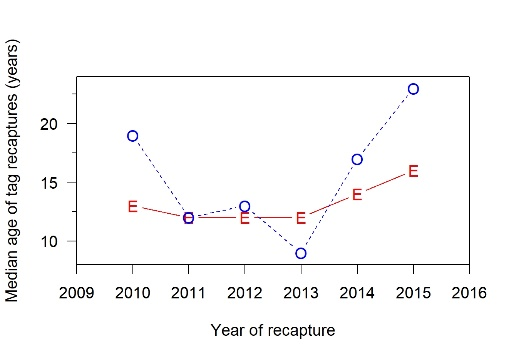 Median age of tag recaptures (years)
20
15
10
O
E
O
E
O
E
E
O
O
E
O
E
2009 2010 2011 2012 2013 2014 2015 2016
Year of recapture